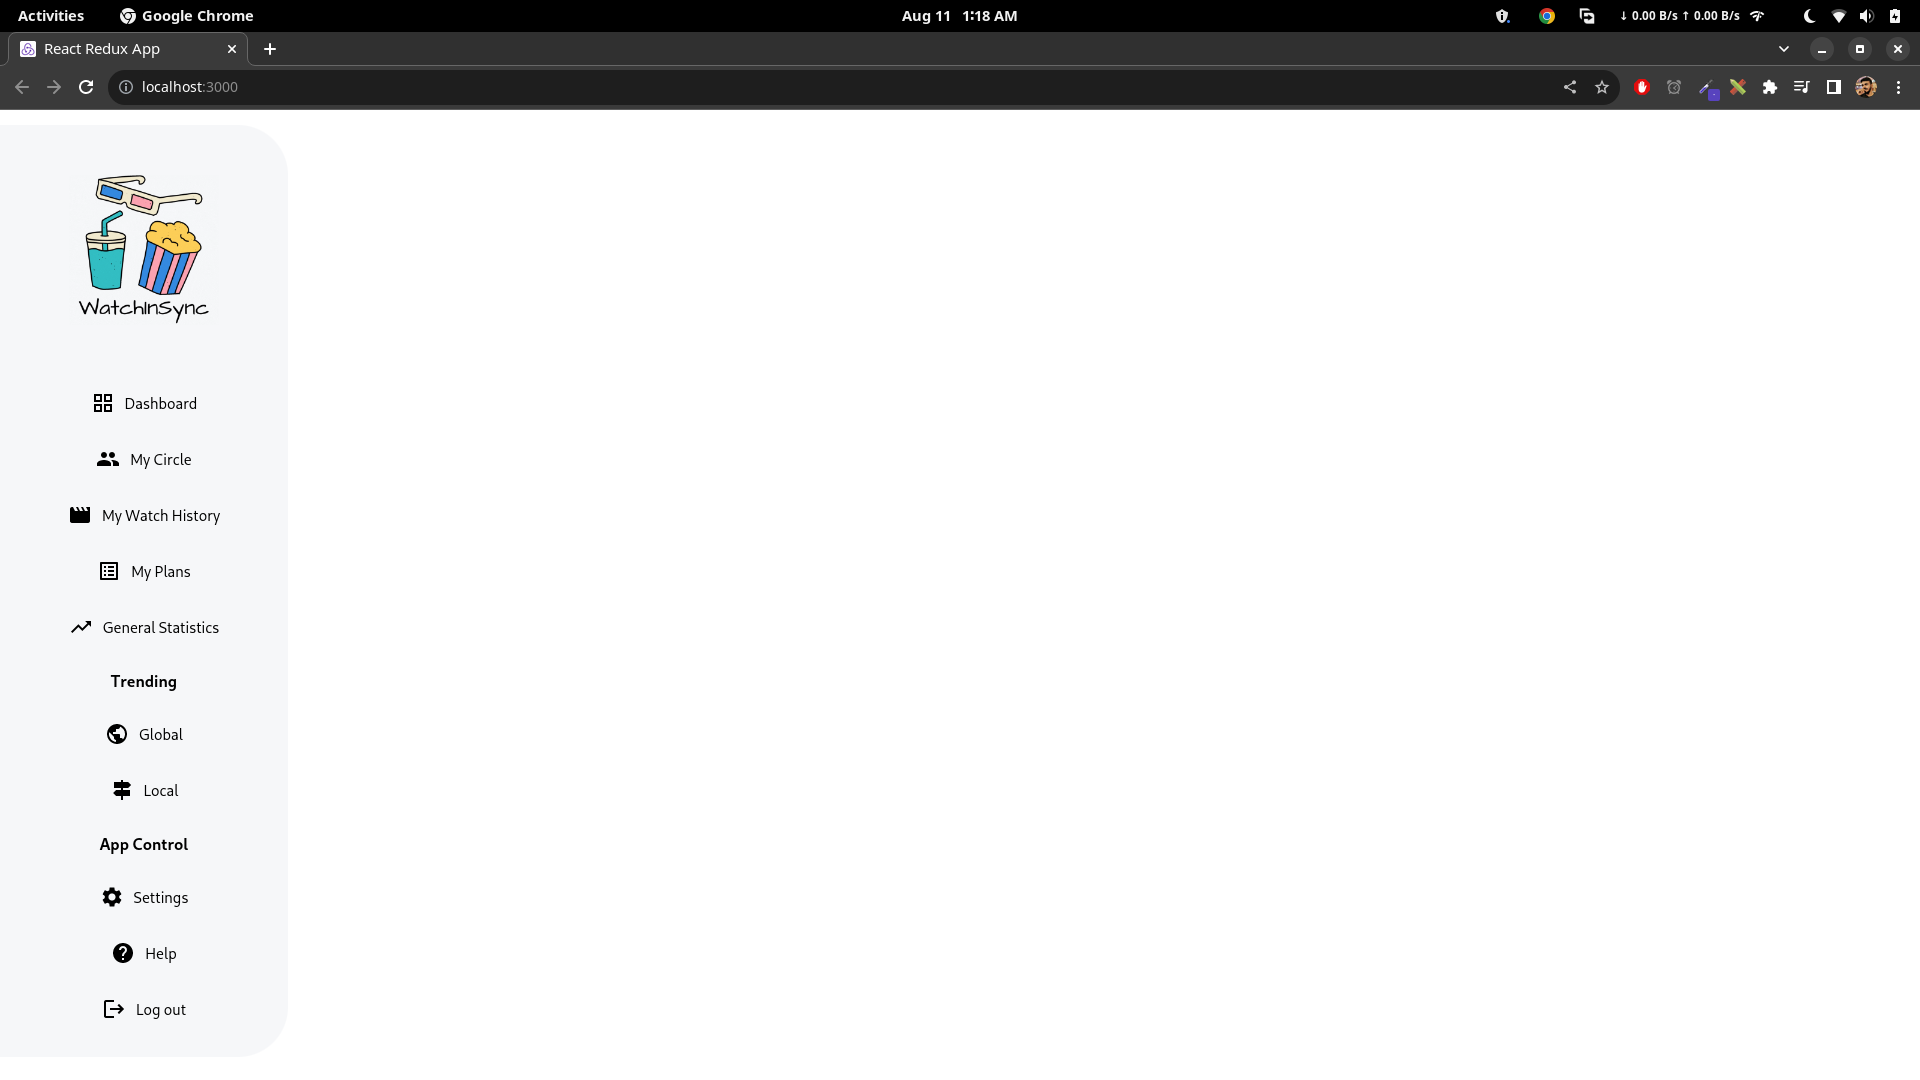 Activities Google Chrome Aug 11 1:18 AM ↓ 0.00 B/s ↑ 0.00 B/s
React Redux App
localhost:3000
WatchInSync
Dashboard
My Circle
My Watch History
My Plans
General Statistics
Trending
Global
Local
App Control
Settings
Help
Log out